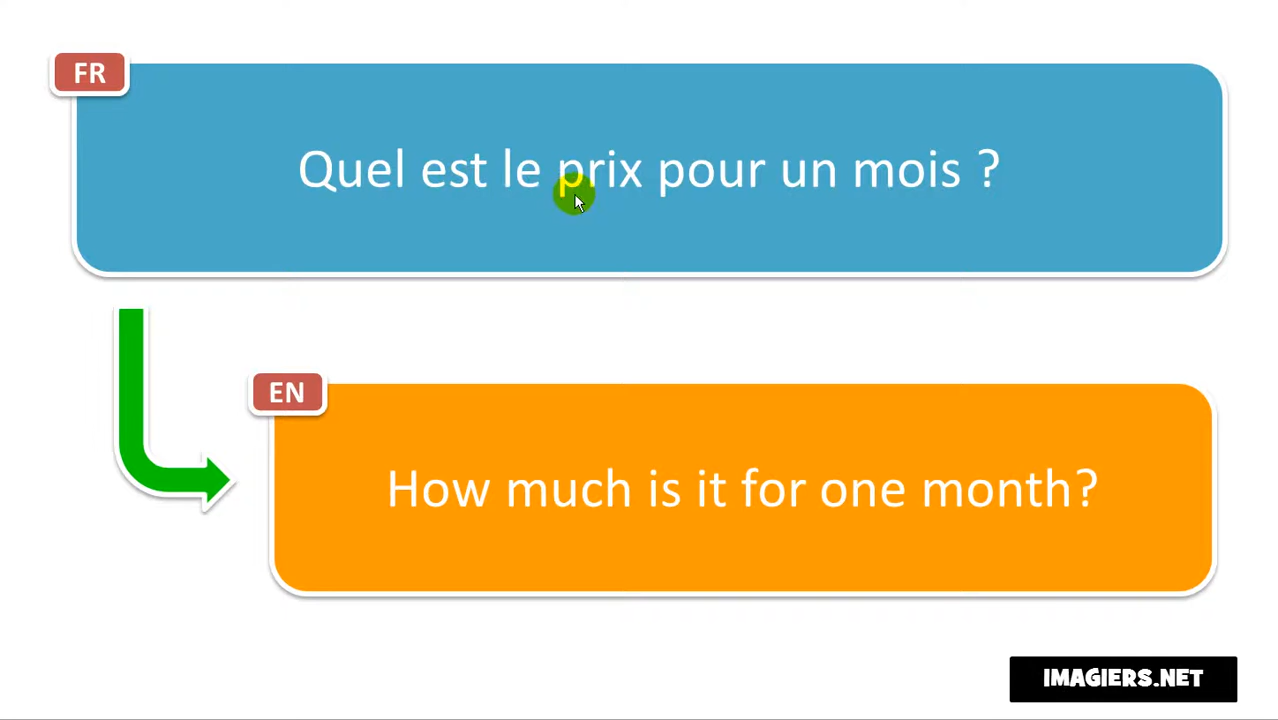 FR
Quel est le prix pour un mois ?
EN
How much is it for one month?
IMAGIERS.NET